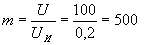 m = U / U_И = 100 / 0,2 = 500